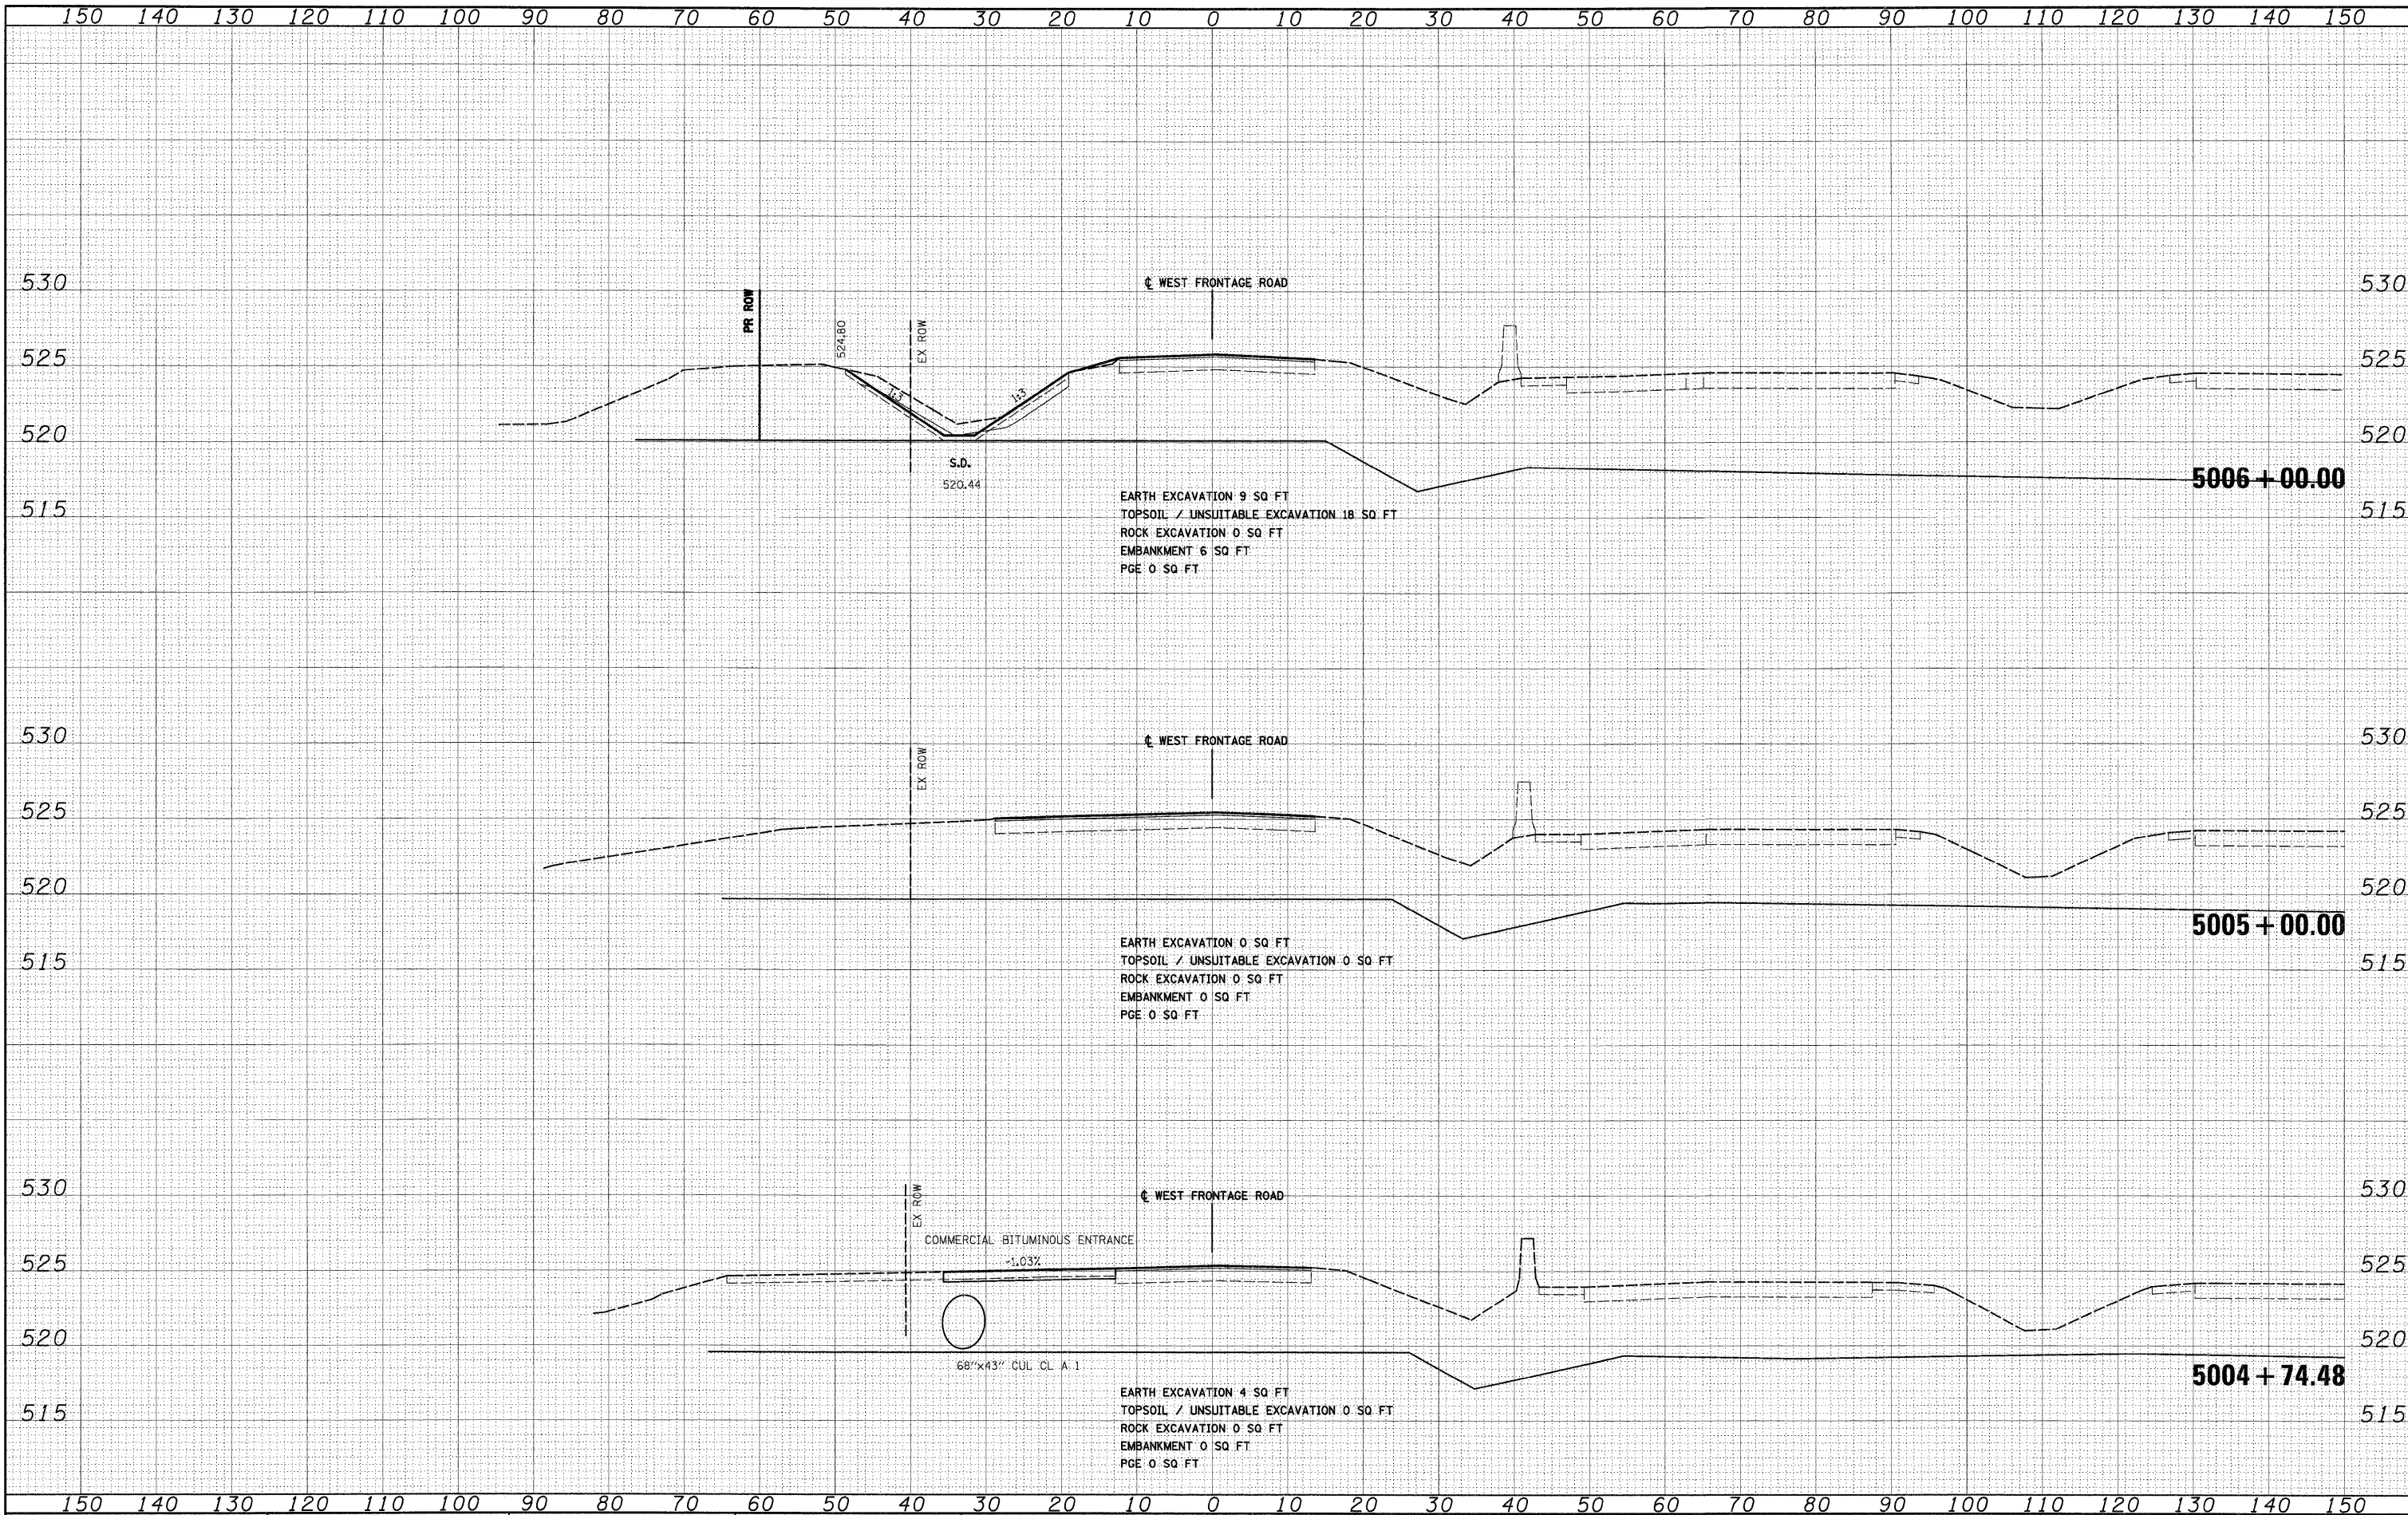 150 140 130 120 110 100 90 80 70 60 50 40 30 20 10 0 10 20 30 40 50 60 70 80 90 100 110 120 130 140 150
530 530
℄ WEST FRONTAGE ROAD
PR ROW
524.80
EX ROW
525 525
1:3 1:3
520 520
S.D.
520.44
5006+00.00
EARTH EXCAVATION 9 SQ FT
TOPSOIL / UNSUITABLE EXCAVATION 18 SQ FT
ROCK EXCAVATION 0 SQ FT
EMBANKMENT 6 SQ FT
PGE 0 SQ FT
515 515
530 530
℄ WEST FRONTAGE ROAD
EX ROW
525 525
520 520
5005+00.00
EARTH EXCAVATION 0 SQ FT
TOPSOIL / UNSUITABLE EXCAVATION 0 SQ FT
ROCK EXCAVATION 0 SQ FT
EMBANKMENT 0 SQ FT
PGE 0 SQ FT
515 515
530 530
℄ WEST FRONTAGE ROAD
EX ROW
COMMERCIAL BITUMINOUS ENTRANCE
-1.03%
525 525
520 520
68"x43" CUL CL A 1
5004+74.48
EARTH EXCAVATION 4 SQ FT
TOPSOIL / UNSUITABLE EXCAVATION 0 SQ FT
ROCK EXCAVATION 0 SQ FT
EMBANKMENT 0 SQ FT
PGE 0 SQ FT
515 515
150 140 130 120 110 100 90 80 70 60 50 40 30 20 10 0 10 20 30 40 50 60 70 80 90 100 110 120 130 140 150